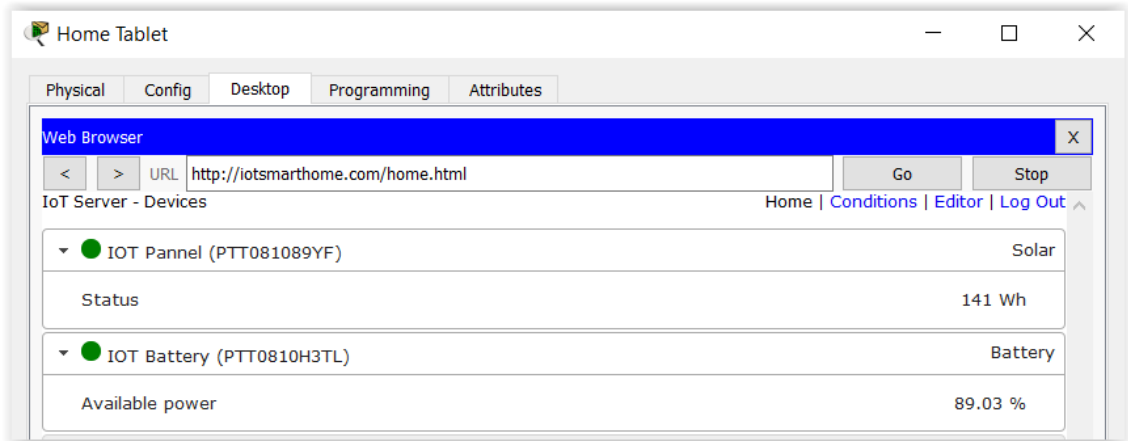 Home Tablet
Physical Config Desktop Programming Attributes
Web Browser X
< > URL http://iotsmarthome.com/home.html Go Stop
IoT Server - Devices Home | Conditions | Editor | Log Out
IOT Pannel (PTT081089YF) Solar
Status 141 Wh
IOT Battery (PTT0810H3TL) Battery
Available power 89.03 %